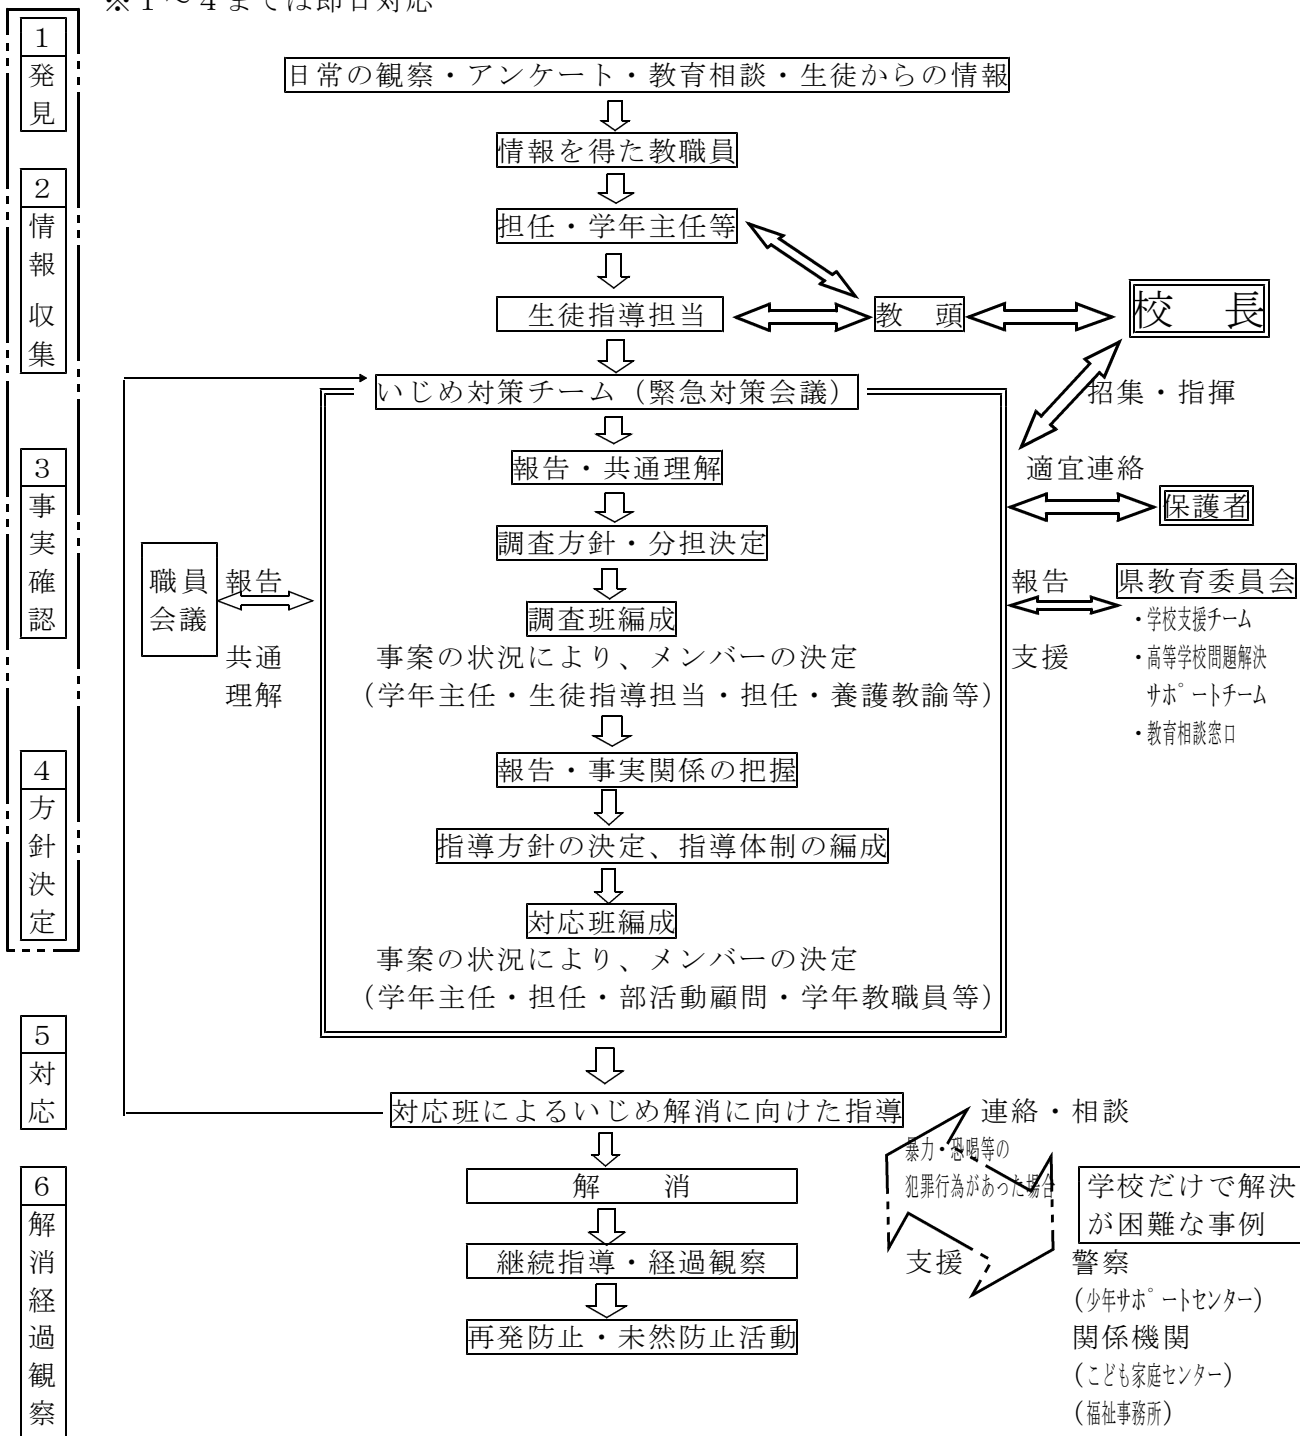 ※１～４までは即日対応
１
発見
２
情報収集
３
事実確認
４
方針決定
５
対応
６
解消経過観察
日常の観察・アンケート・教育相談・生徒からの情報
情報を得た教職員
担任・学年主任等
生徒指導担当
教　頭
校　長
招集・指揮
いじめ対策チーム（緊急対策会議）
報告・共通理解
適宜連絡
保護者
調査方針・分担決定
職員
会議
報告
共通
理解
報告
支援
県教育委員会
・学校支援チーム
・高等学校問題解決
サポートチーム
・教育相談窓口
調査班編成
事案の状況により、メンバーの決定
（学年主任・生徒指導担当・担任・養護教諭等）
報告・事実関係の把握
指導方針の決定、指導体制の編成
対応班編成
事案の状況により、メンバーの決定
（学年主任・担任・部活動顧問・学年教職員等）
対応班によるいじめ解消に向けた指導
連絡・相談
暴力・恐喝等の
犯罪行為があった場合
支援
解　　消
継続指導・経過観察
再発防止・未然防止活動
学校だけで解決
が困難な事例
警察
（少年サポートセンター）
関係機関
（こども家庭センター）
（福祉事務所）